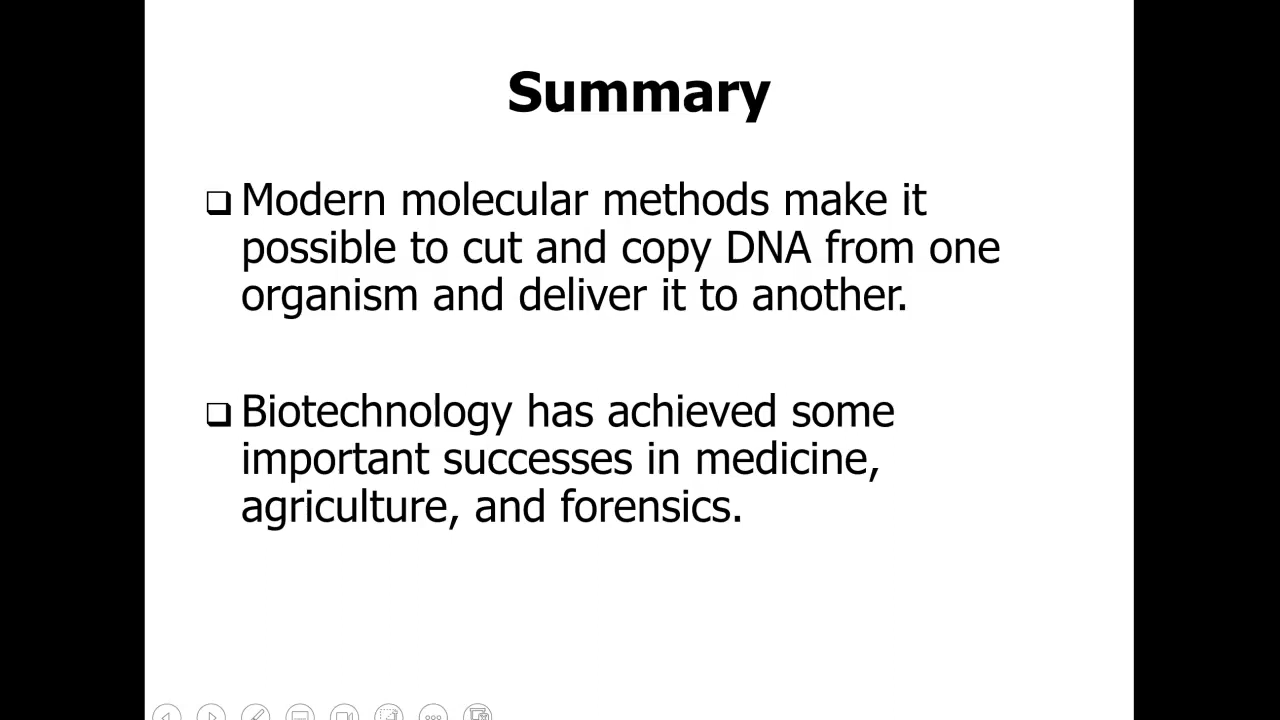 Summary
Modern molecular methods make it
possible to cut and copy DNA from one
organism and deliver it to another.
Biotechnology has achieved some
important successes in medicine,
agriculture, and forensics.